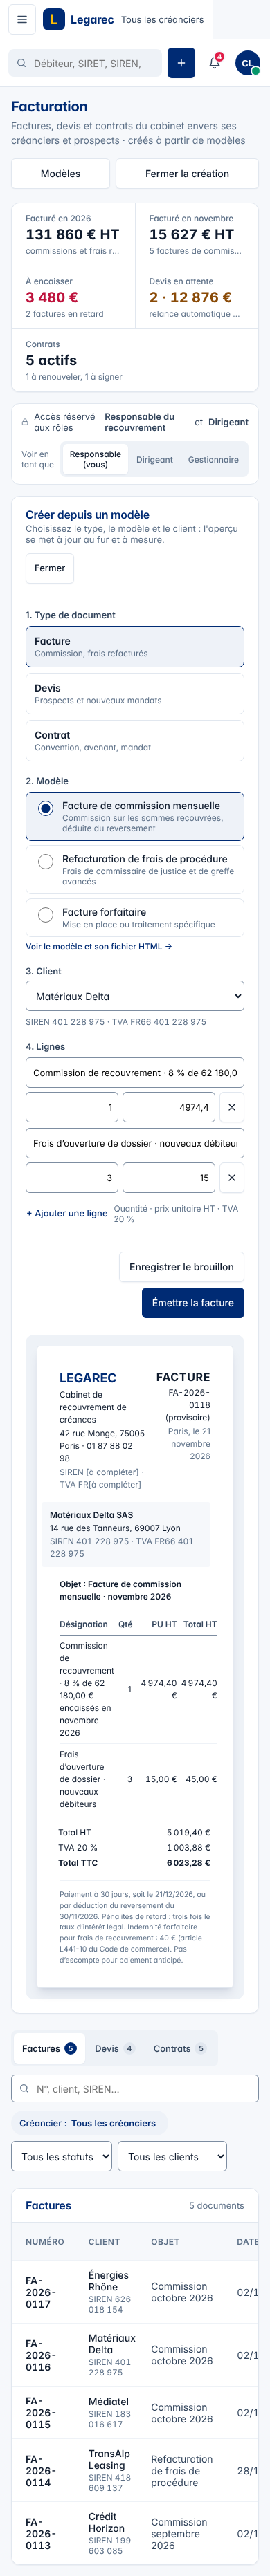 L Legarec Tous les créanciers
Débiteur, SIRET, SIREN,
+
4
CL
Facturation
Factures, devis et contrats du cabinet envers ses
créanciers et prospects · créés à partir de modèles
Modèles
Fermer la création
Facturé en 2026
131 860 € HT
commissions et frais r…
Facturé en novembre
15 627 € HT
5 factures de commis…
À encaisser
3 480 €
2 factures en retard
Devis en attente
2 · 12 876 €
relance automatique …
Contrats
5 actifs
1 à renouveler, 1 à signer
Accès réservé
aux rôles
Responsable du
recouvrement
et Dirigeant
Voir en
tant que
Responsable
(vous)
Dirigeant
Gestionnaire
Créer depuis un modèle
Choisissez le type, le modèle et le client : l'aperçu
se met à jour au fur et à mesure.
Fermer
1. Type de document
Facture
Commission, frais refacturés
Devis
Prospects et nouveaux mandats
Contrat
Convention, avenant, mandat
2. Modèle
Facture de commission mensuelle
Commission sur les sommes recouvrées,
déduite du reversement
Refacturation de frais de procédure
Frais de commissaire de justice et de greffe
avancés
Facture forfaitaire
Mise en place ou traitement spécifique
Voir le modèle et son fichier HTML →
3. Client
Matériaux Delta
SIREN 401 228 975 · TVA FR66 401 228 975
4. Lignes
Commission de recouvrement · 8 % de 62 180,0
1
4974,4
✕
Frais d'ouverture de dossier · nouveaux débiteur
3
15
✕
+ Ajouter une ligne
Quantité · prix unitaire HT · TVA
20 %
Enregistrer le brouillon
Émettre la facture
LEGAREC
Cabinet de
recouvrement de
créances
42 rue Monge, 75005
Paris · 01 87 88 02
98
SIREN [à compléter] ·
TVA FR[à compléter]
FACTURE
FA-2026-
0118
(provisoire)
Paris, le 21
novembre
2026
Matériaux Delta SAS
14 rue des Tanneurs, 69007 Lyon
SIREN 401 228 975 · TVA FR66 401
228 975
Objet : Facture de commission
mensuelle · novembre 2026
Désignation Qté PU HT Total HT
Commission
de
recouvrement
· 8 % de 62
180,00 €
encaissés en
novembre
2026
1
4 974,40
€
4 974,40
€
Frais
d'ouverture
de dossier ·
nouveaux
débiteurs
3
15,00 €
45,00 €
Total HT 5 019,40 €
TVA 20 % 1 003,88 €
Total TTC 6 023,28 €
Paiement à 30 jours, soit le 21/12/2026, ou
par déduction du reversement du
30/11/2026. Pénalités de retard : trois fois le
taux d'intérêt légal. Indemnité forfaitaire
pour frais de recouvrement : 40 € (article
L441-10 du Code de commerce). Pas
d'escompte pour paiement anticipé.
Factures 5
Devis 4
Contrats 5
N°, client, SIREN…
Créancier : Tous les créanciers
Tous les statuts
Tous les clients
Factures
5 documents
NUMÉRO CLIENT OBJET DATE
FA-
2026-
0117
Énergies
Rhône
SIREN 626
018 154
Commission
octobre 2026
02/1
FA-
2026-
0116
Matériaux
Delta
SIREN 401
228 975
Commission
octobre 2026
02/1
FA-
2026-
0115
Médiatel
SIREN 183
016 617
Commission
octobre 2026
02/1
FA-
2026-
0114
TransAlp
Leasing
SIREN 418
609 137
Refacturation
de frais de
procédure
28/1
FA-
2026-
0113
Crédit
Horizon
SIREN 199
603 085
Commission
septembre
2026
02/1